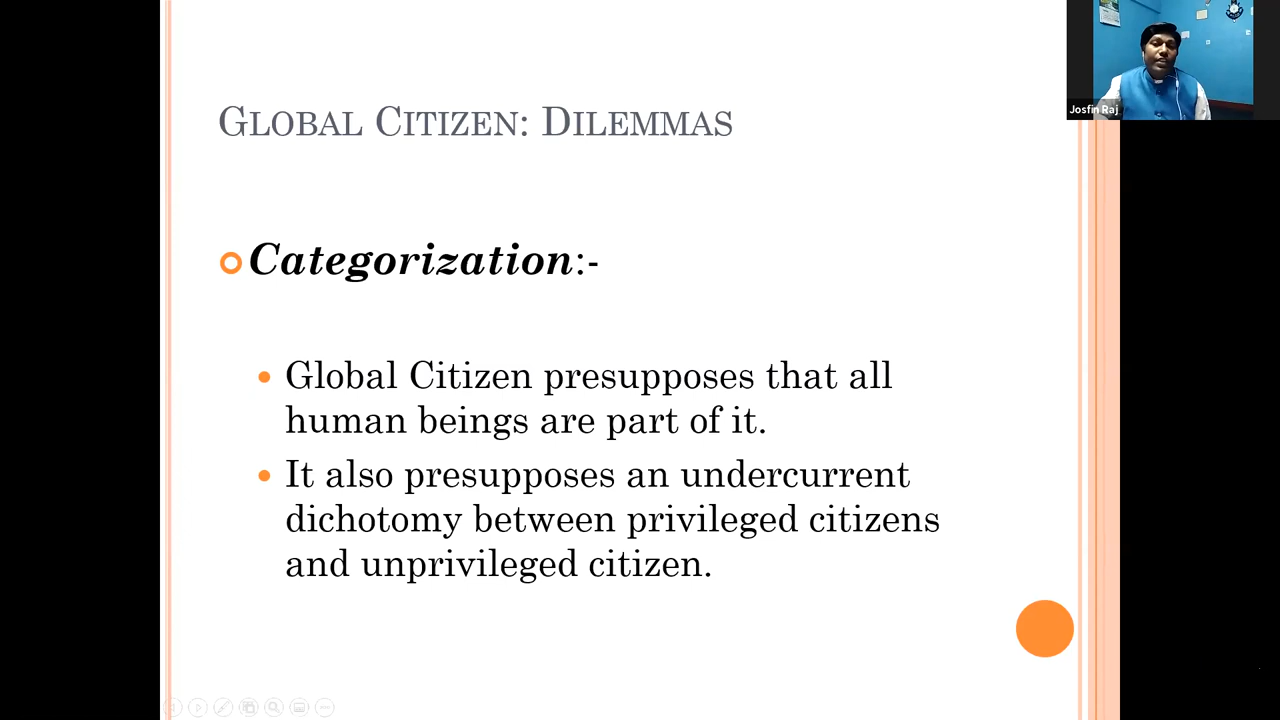 Josfin Raj
GLOBAL CITIZEN: DILEMMAS
Categorization:-
Global Citizen presupposes that all
human beings are part of it.
It also presupposes an undercurrent
dichotomy between privileged citizens
and unprivileged citizen.